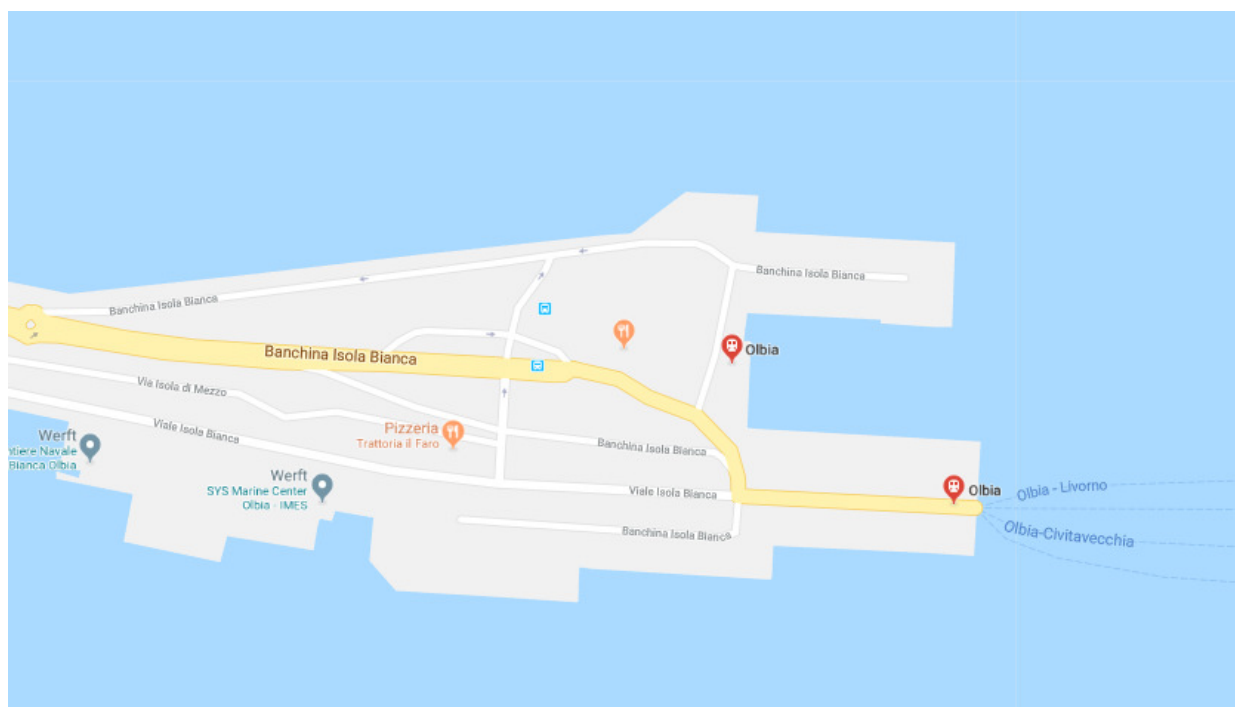 Banchina Isola Bianca
Banchina Isola Bianca
Olbia
Banchina Isola Bianca
Via Isola di Mezzo
Viale Isola Bianca
Pizzeria
Trattoria il Faro
Werft
ntiere Navale
Bianca Olbia
Banchina Isola Bianca
Werft
SYS Marine Center
Olbia - IMES
Viale Isola Bianca
Olbia
Olbia - Livorno
Banchina Isola Bianca
Olbia-Civitavecchia